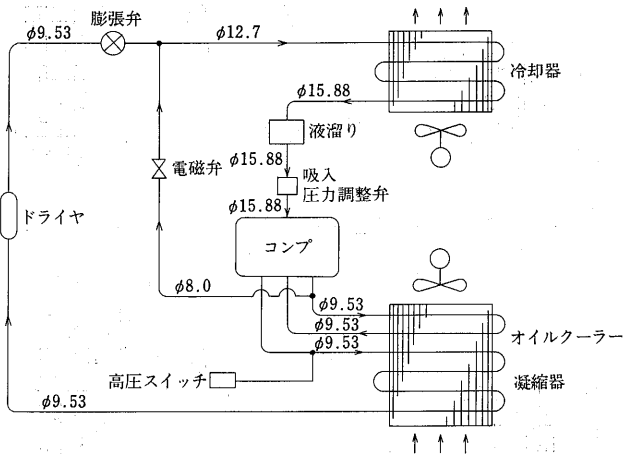 膨張弁
φ9.53
φ12.7
冷却器
φ15.88
液溜り
φ15.88
電磁弁
吸入
圧力調整弁
φ15.88
ドライヤ
コンプ
φ8.0
φ9.53
φ9.53
オイルクーラー
φ9.53
高圧スイッチ
凝縮器
φ9.53